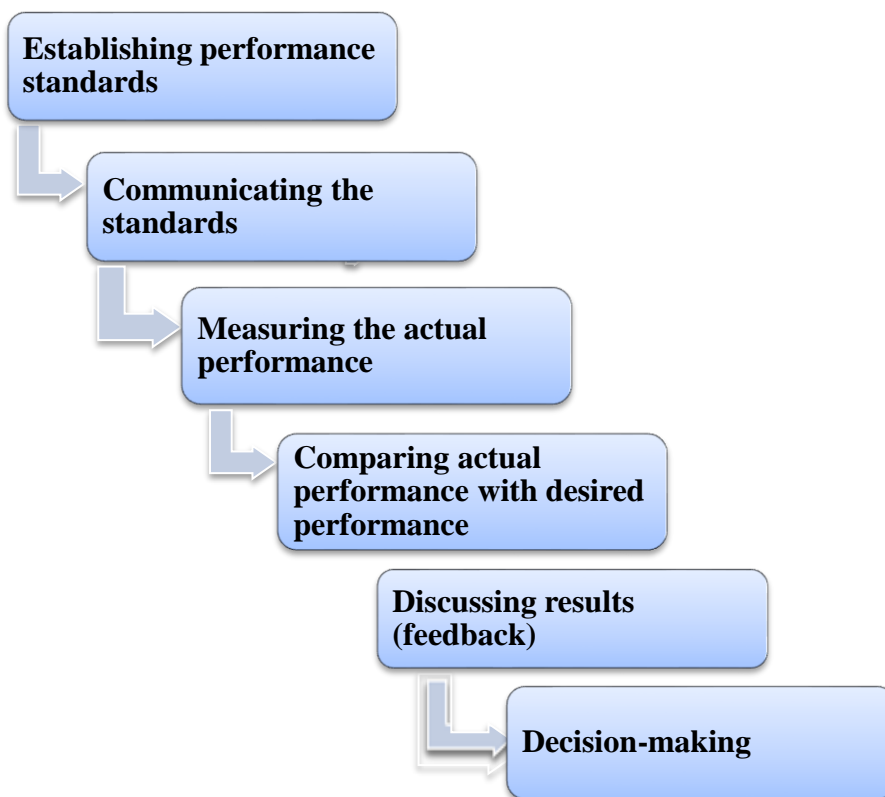 Establishing performance
standards
Communicating the
standards
Measuring the actual
performance
Comparing actual
performance with desired
performance
Discussing results
(feedback)
Decision-making